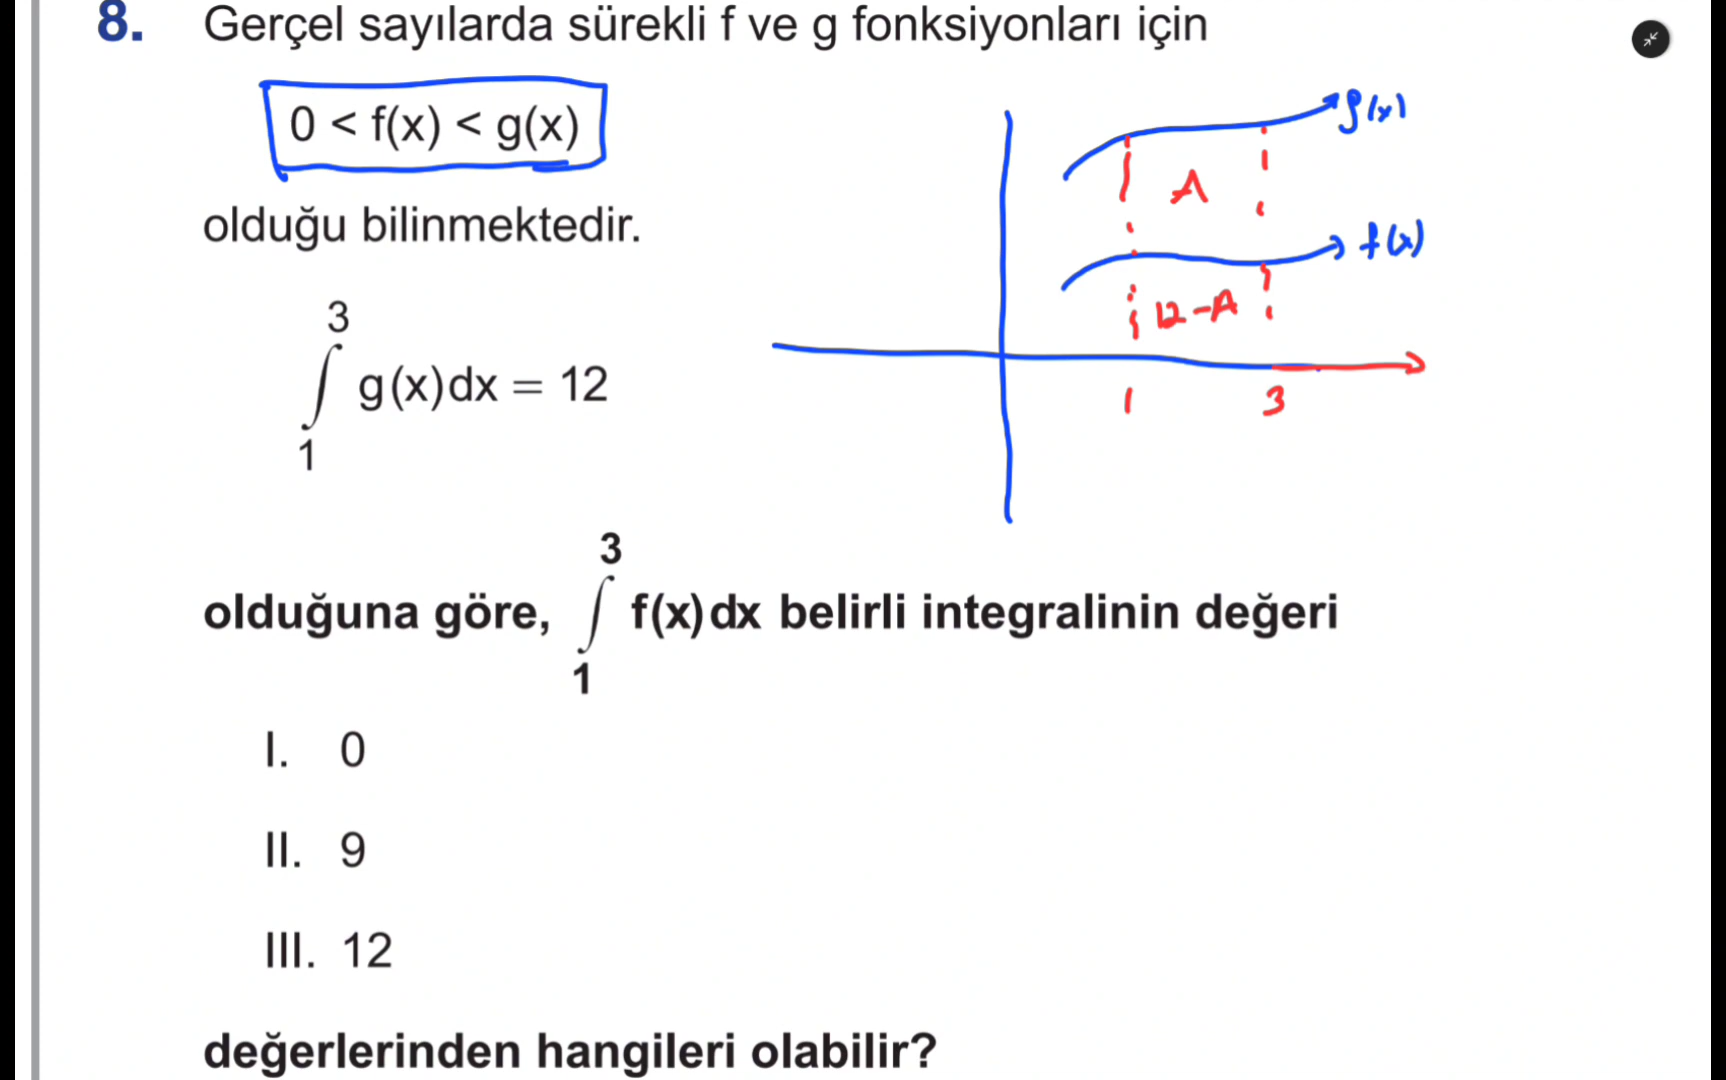 8. Gerçel sayılarda sürekli f ve g fonksiyonları için
0 < f(x) < g(x)
olduğu bilinmektedir.
3
∫ g(x)dx = 12
1
olduğuna göre, ∫ f(x)dx belirli integralinin değeri
3
1
I. 0
II. 9
III. 12
değerlerinden hangileri olabilir?
g(x)
A
f(x)
12-A
1 3